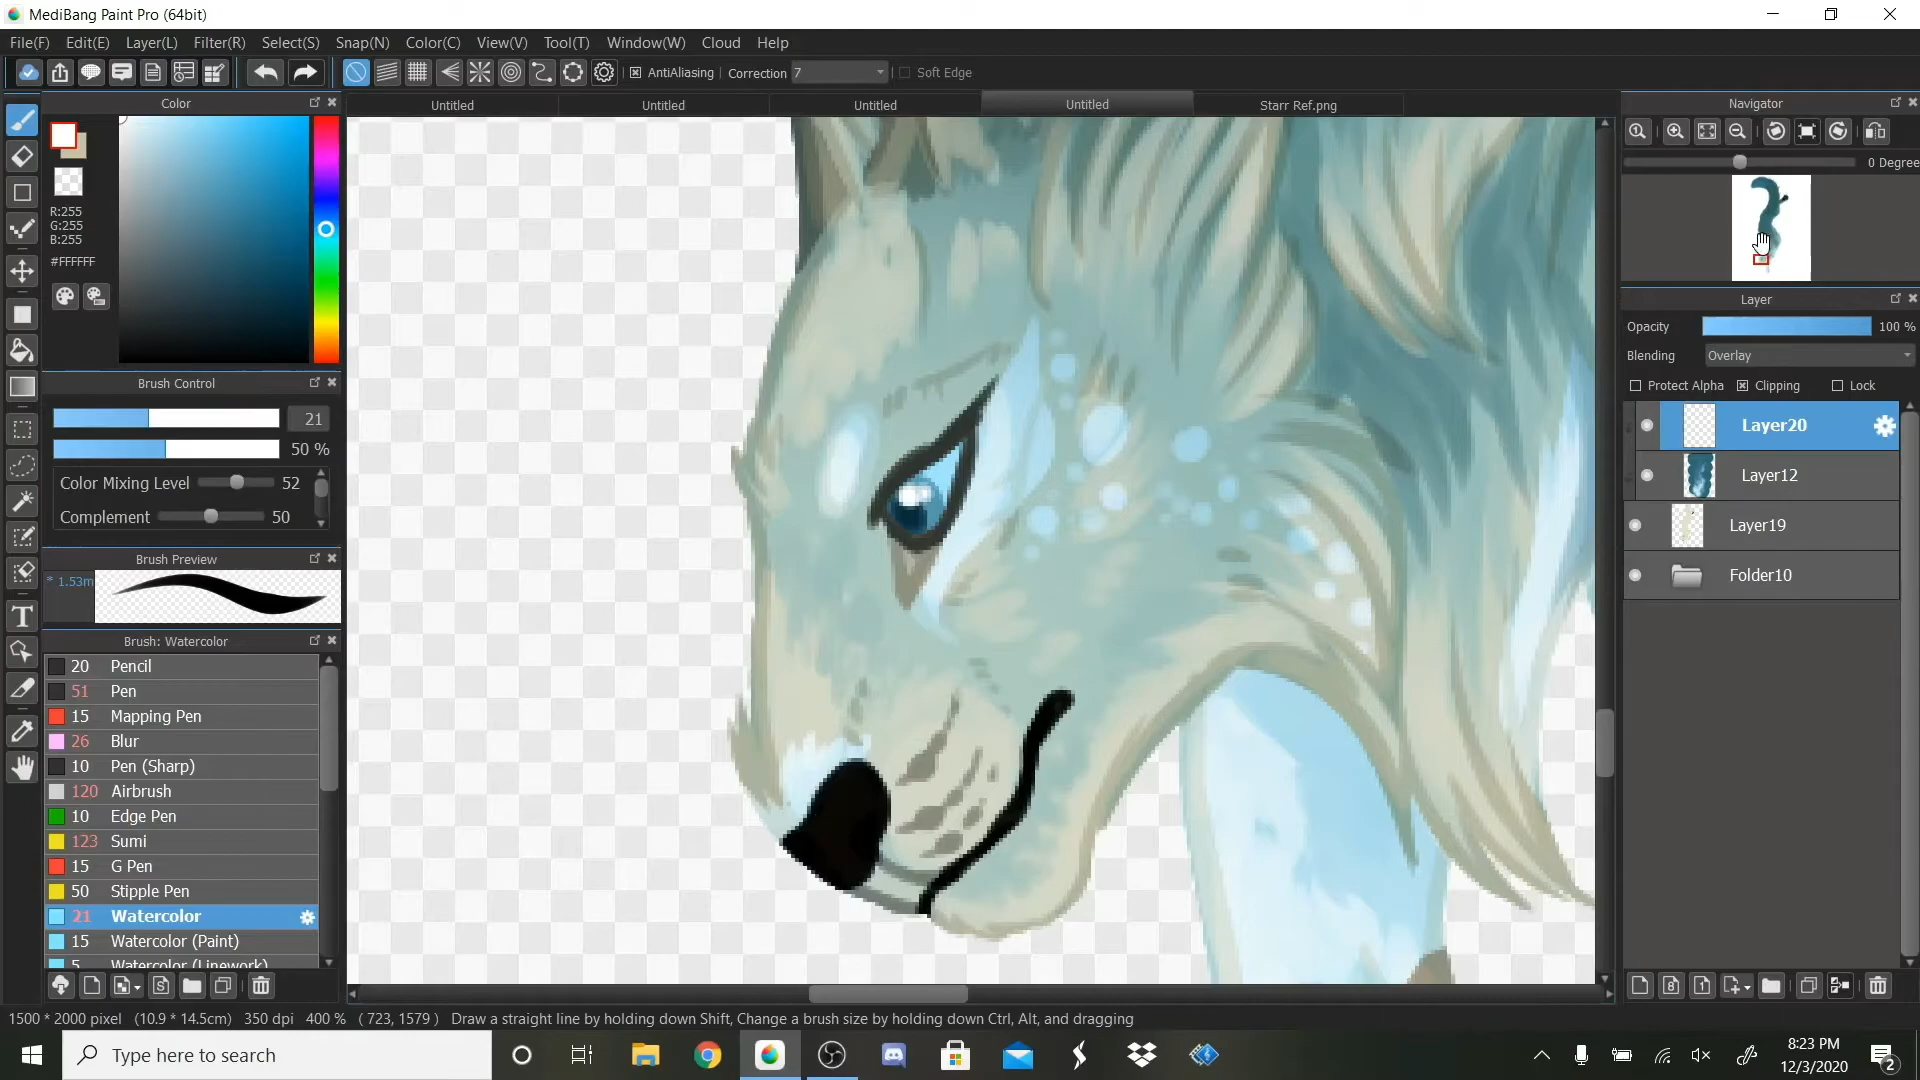 MediBang Paint Pro (64bit)
File(F) Edit(E) Layer(L) Filter(R) Select(S) Snap(N) Color(C) View(V) Tool(T) Window(W) Cloud Help
AntiAliasing Correction 7 Soft Edge
Color
Untitled Untitled Untitled Untitled Starr Ref.png
Navigator
0 Degree
R:255
G:255
B:255
#FFFFFF
Layer
Opacity 100 %
Blending Overlay
Protect Alpha Clipping Lock
Brush Control
21
50 %
Color Mixing Level 52
Complement 50
Layer20
Layer12
Layer19
Folder10
Brush Preview
* 1.53m
Brush: Watercolor
20 Pencil
51 Pen
15 Mapping Pen
26 Blur
10 Pen (Sharp)
120 Airbrush
10 Edge Pen
123 Sumi
15 G Pen
50 Stipple Pen
21 Watercolor
15 Watercolor (Paint)
5 Watercolor (Linework)
1500 * 2000 pixel (10.9 * 14.5cm) 350 dpi 400 % ( 723, 1579 ) Draw a straight line by holding down Shift, Change a brush size by holding down Ctrl, Alt, and dragging
Type here to search
8:23 PM
12/3/2020
2